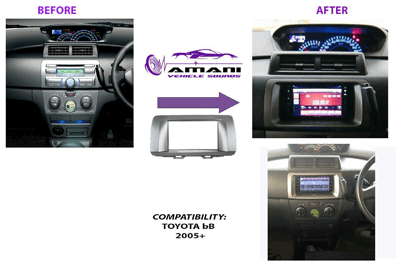 BEFORE
AFTER
AMANI
VEHICLE SOUNDS
COMPATIBILITY:
TOYOTA bB
2005+